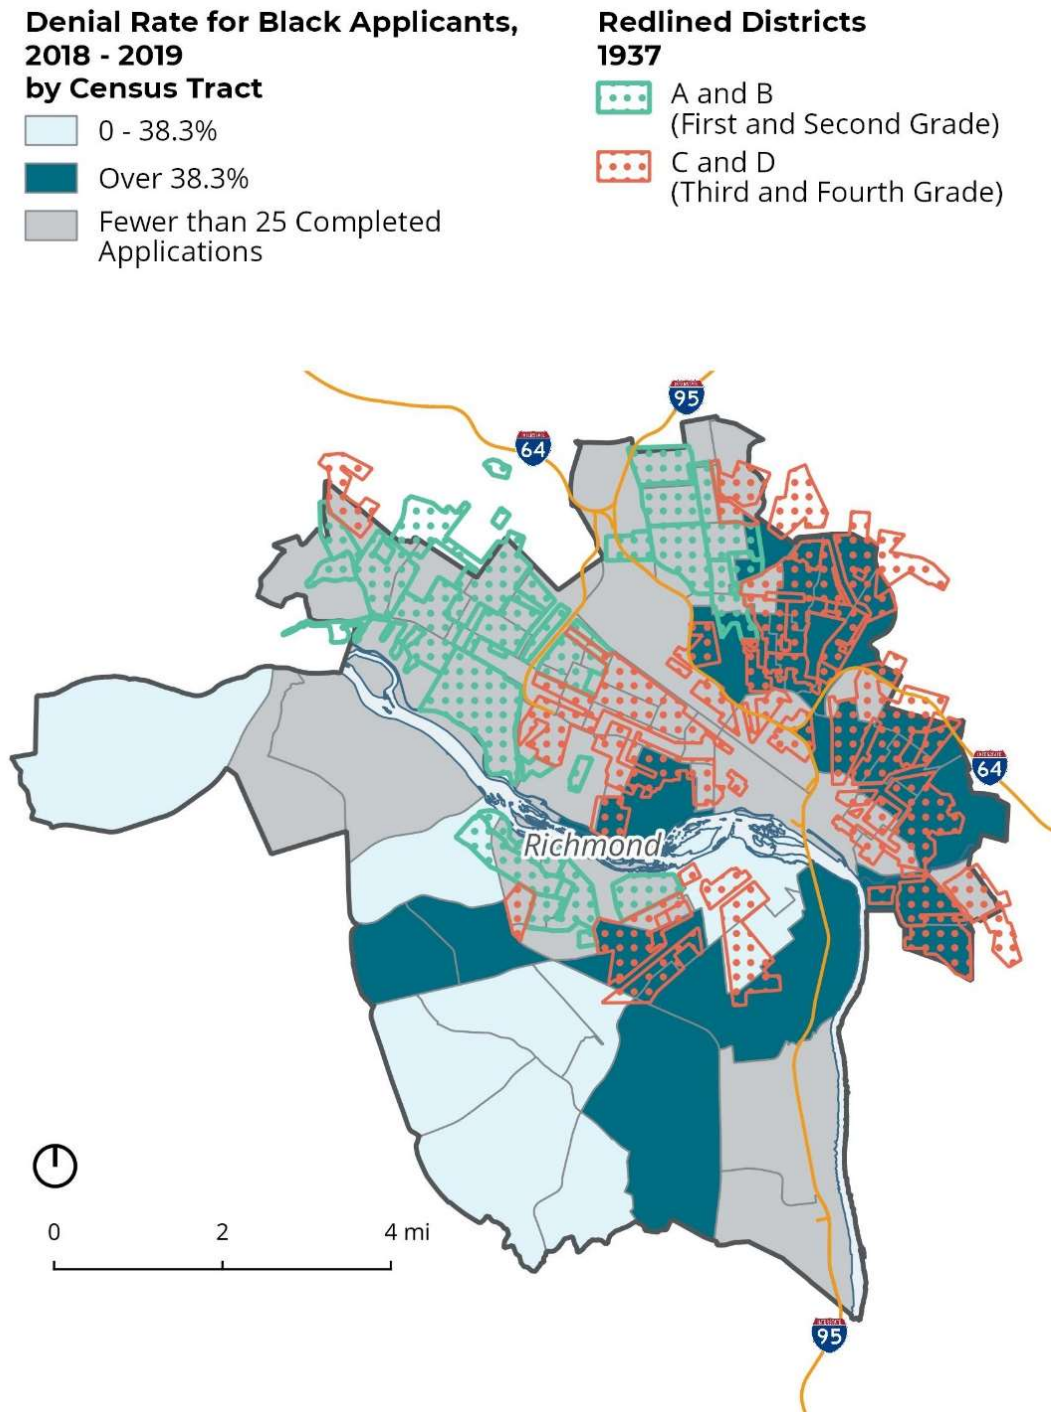 Denial Rate for Black Applicants,
2018 - 2019
by Census Tract
0 - 38.3%
Over 38.3%
Fewer than 25 Completed
Applications
Redlined Districts
1937
A and B
(First and Second Grade)
C and D
(Third and Fourth Grade)
95
64
64
Richmond
0 2 4 mi
95